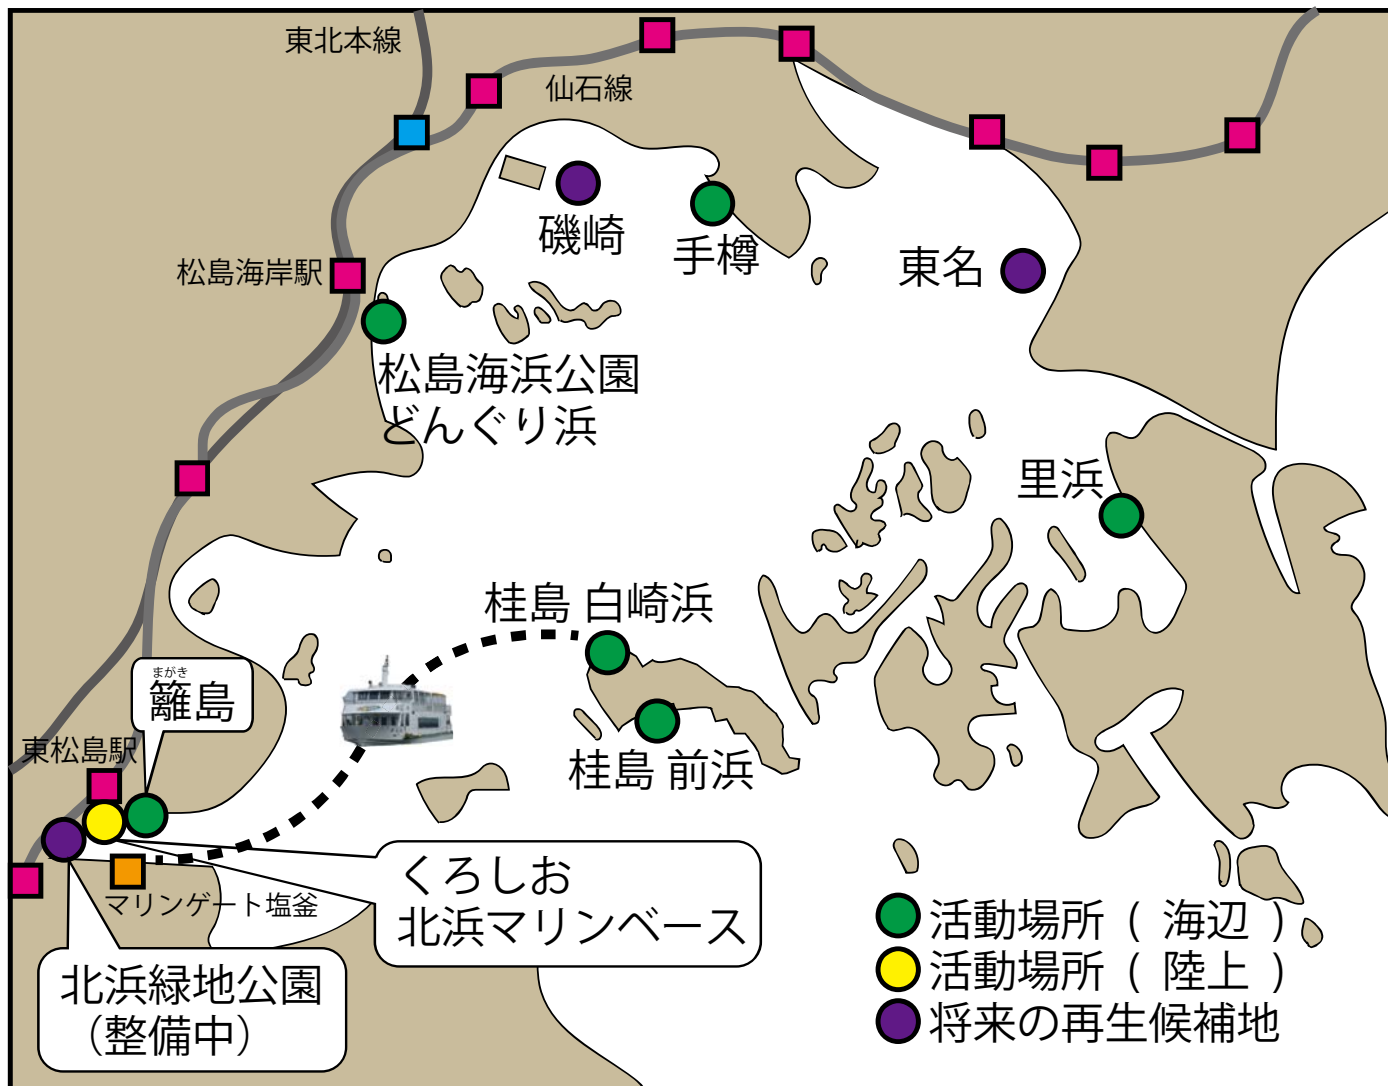 東北本線
仙石線
磯崎
手樽
東名
松島海岸駅
松島海浜公園
どんぐり浜
里浜
桂島 白崎浜
桂島 前浜
まがき
籬島
東松島駅
マリンゲート塩釜
くろしお
北浜マリンベース
北浜緑地公園
（整備中）
活動場所 ( 海辺 )
活動場所 ( 陸上 )
将来の再生候補地